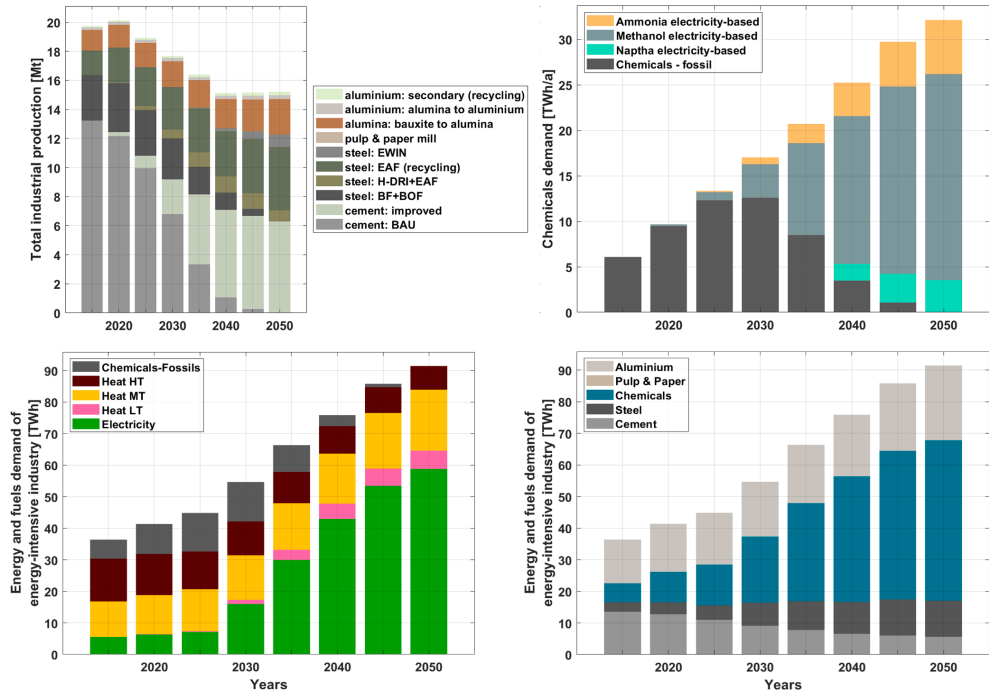 Total industrial production [Mt]
20
18
16
14
12
10
8
6
4
2
0
2020
2030
2040
2050
aluminium: secondary (recycling)
aluminium: alumina to aluminium
alumina: bauxite to alumina
pulp & paper mill
steel: EWIN
steel: EAF (recycling)
steel: H-DRI+EAF
steel: BF+BOF
cement: improved
cement: BAU
Chemicals demand [TWh/a]
30
25
20
15
10
5
0
Ammonia electricity-based
Methanol electricity-based
Naptha electricity-based
Chemicals - fossil
2020
2030
2040
2050
Energy and fuels demand of
energy-intensive industry [TWh]
90
80
70
60
50
40
30
20
10
0
Chemicals-Fossils
Heat HT
Heat MT
Heat LT
Electricity
2020
2030
2040
2050
Years
Energy and fuels demand of
energy-intensive industry [TWh]
90
80
70
60
50
40
30
20
10
0
Aluminium
Pulp & Paper
Chemicals
Steel
Cement
2020
2030
2040
2050
Years